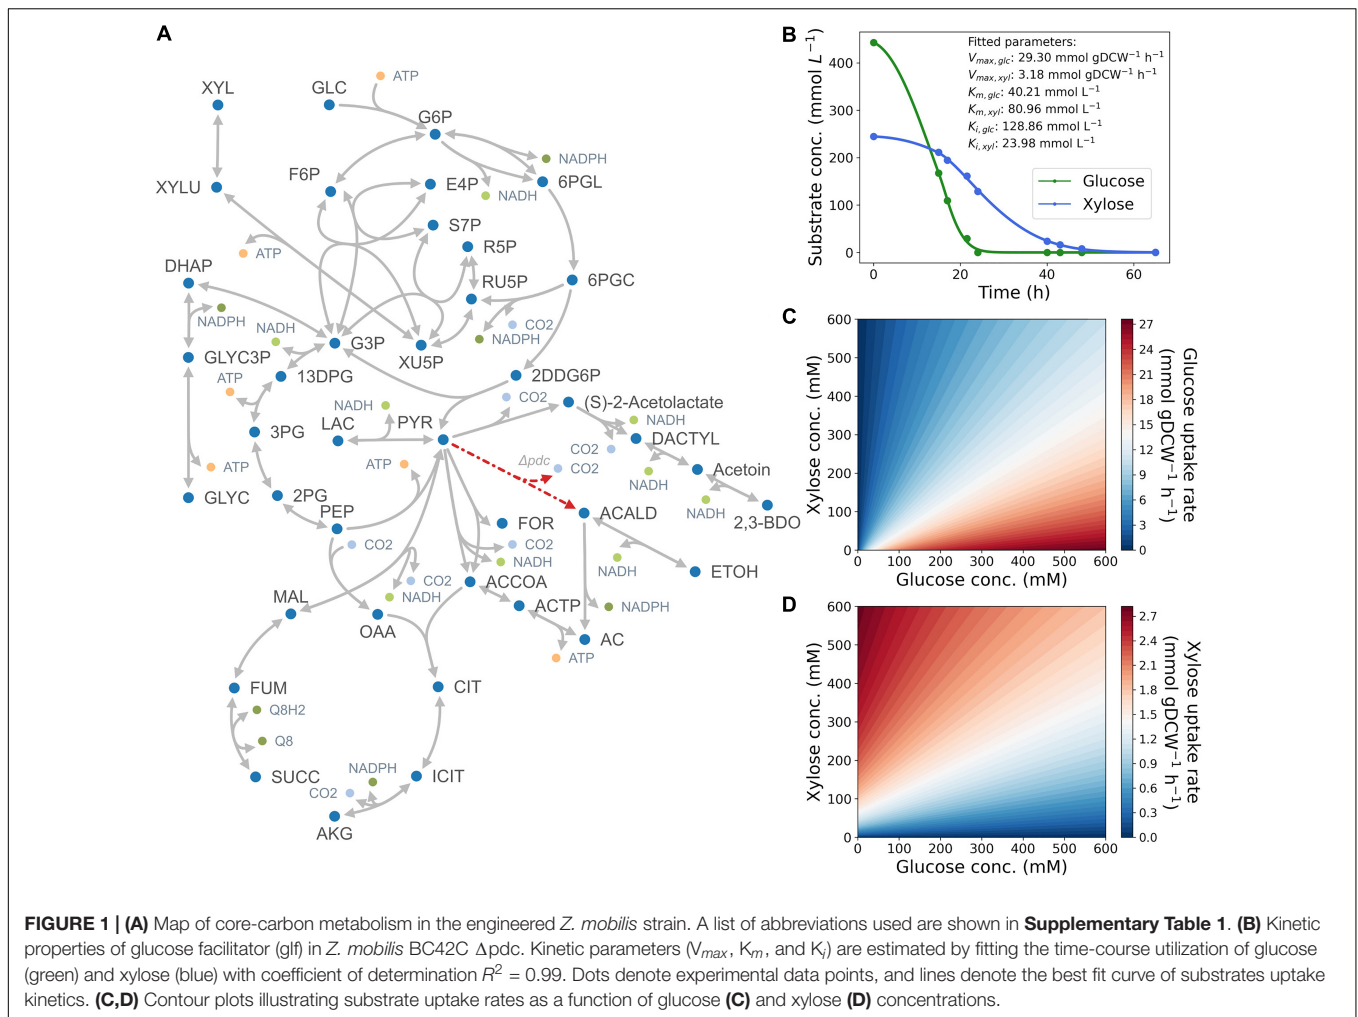 A
XYL
GLC
ATP
G6P
NADPH
F6P
E4P
6PGL
NADH
XYLU
S7P
R5P
ATP
DHAP
RU5P
6PGC
NADPH
NADH
CO2
NADPH
GLYC3P
G3P
XU5P
ATP
13DPG
2DDG6P
CO2
(S)-2-Acetolactate
NADH
3PG
LAC
PYR
NADH
DACTYL
CO2
Δpdc
CO2
ATP
ATP
Acetoin
NADH
GLYC
2PG
PEP
NADH
2,3-BDO
FOR
ACALD
CO2
CO2
NADH
NADH
ETOH
CO2
NADH
ACCOA
MAL
ACTP
NADPH
OAA
AC
ATP
FUM
CIT
Q8H2
Q8
SUCC
NADPH
ICIT
CO2
AKG
B
Substrate conc. (mmol L⁻¹)
400
300
200
100
0
Fitted parameters:
V_max,glc: 29.30 mmol gDCW⁻¹ h⁻¹
V_max,xyl: 3.18 mmol gDCW⁻¹ h⁻¹
K_m,glc: 40.21 mmol L⁻¹
K_m,xyl: 80.96 mmol L⁻¹
K_i,glc: 128.86 mmol L⁻¹
K_i,xyl: 23.98 mmol L⁻¹
Glucose
Xylose
0 20 40 60
Time (h)
C
Xylose conc. (mM)
600
500
400
300
200
100
0
0 100 200 300 400 500 600
Glucose conc. (mM)
27
24
21
18
15
12
9
6
3
0
Glucose uptake rate
(mmol gDCW⁻¹ h⁻¹)
D
Xylose conc. (mM)
600
500
400
300
200
100
0
0 100 200 300 400 500 600
Glucose conc. (mM)
2.7
2.4
2.1
1.8
1.5
1.2
0.9
0.6
0.3
0.0
Xylose uptake rate
(mmol gDCW⁻¹ h⁻¹)
FIGURE 1 | (A) Map of core-carbon metabolism in the engineered Z. mobilis strain. A list of abbreviations used are shown in Supplementary Table 1. (B) Kinetic
properties of glucose facilitator (glf) in Z. mobilis BC42C Δpdc. Kinetic parameters (Vmax, Km, and Ki) are estimated by fitting the time-course utilization of glucose
(green) and xylose (blue) with coefficient of determination R² = 0.99. Dots denote experimental data points, and lines denote the best fit curve of substrates uptake
kinetics. (C,D) Contour plots illustrating substrate uptake rates as a function of glucose (C) and xylose (D) concentrations.